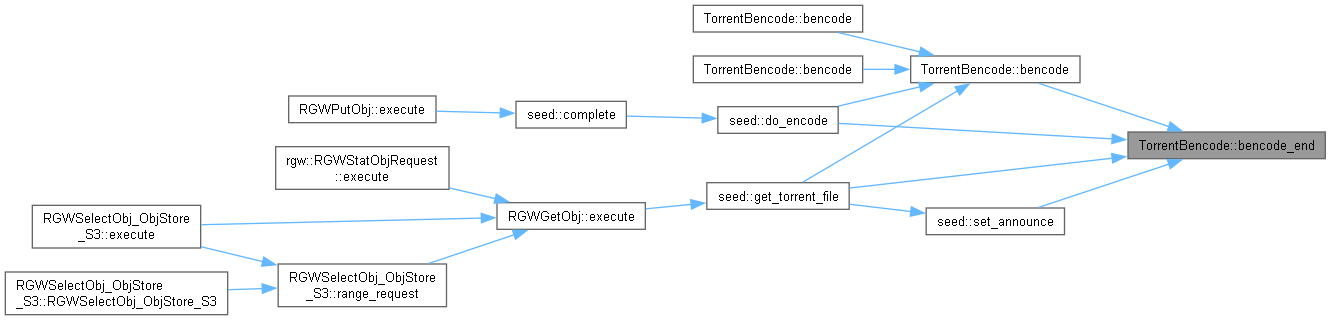 TorrentBencode::bencode
TorrentBencode::bencode
TorrentBencode::bencode
RGWPutObj::execute
seed::complete
seed::do_encode
TorrentBencode::bencode_end
rgw::RGWStatObjRequest
::execute
seed::get_torrent_file
RGWSelectObj_ObjStore
_S3::execute
RGWGetObj::execute
seed::set_announce
RGWSelectObj_ObjStore
_S3::RGWSelectObj_ObjStore_S3
RGWSelectObj_ObjStore
_S3::range_request